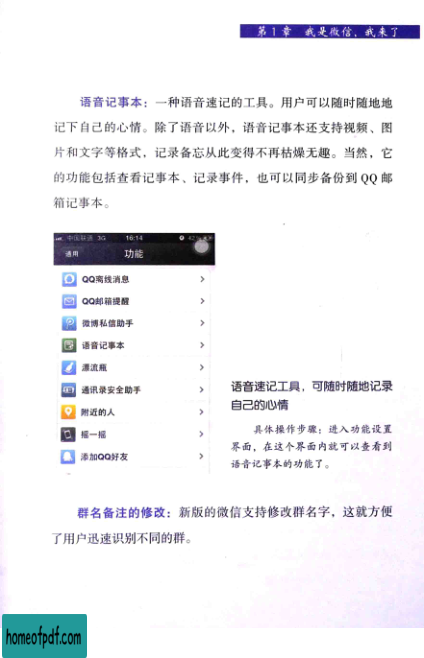 第1章 我是微信，我来了
语音记事本：一种语音速记的工具。用户可以随时随地地
记下自己的心情。除了语音以外，语音记事本还支持视频、图
片和文字等格式，记录备忘从此变得不再枯燥无趣。当然，它
的功能包括查看记事本、记录事件，也可以同步备份到QQ邮
箱记事本。
中国联通 3G 16:14 42%
通用 功能
QQ离线消息
QQ邮箱提醒
微博私信助手
语音记事本
漂流瓶
通讯录安全助手
附近的人
摇一摇
添加QQ好友
语音速记工具，可随时随地记录
自己的心情
具体操作步骤：进入功能设置
界面，在这个界面内就可以查看到
语音记事本的功能了。
群名备注的修改：新版的微信支持修改群名字，这就方便
了用户迅速识别不同的群。
homeofpdf.com